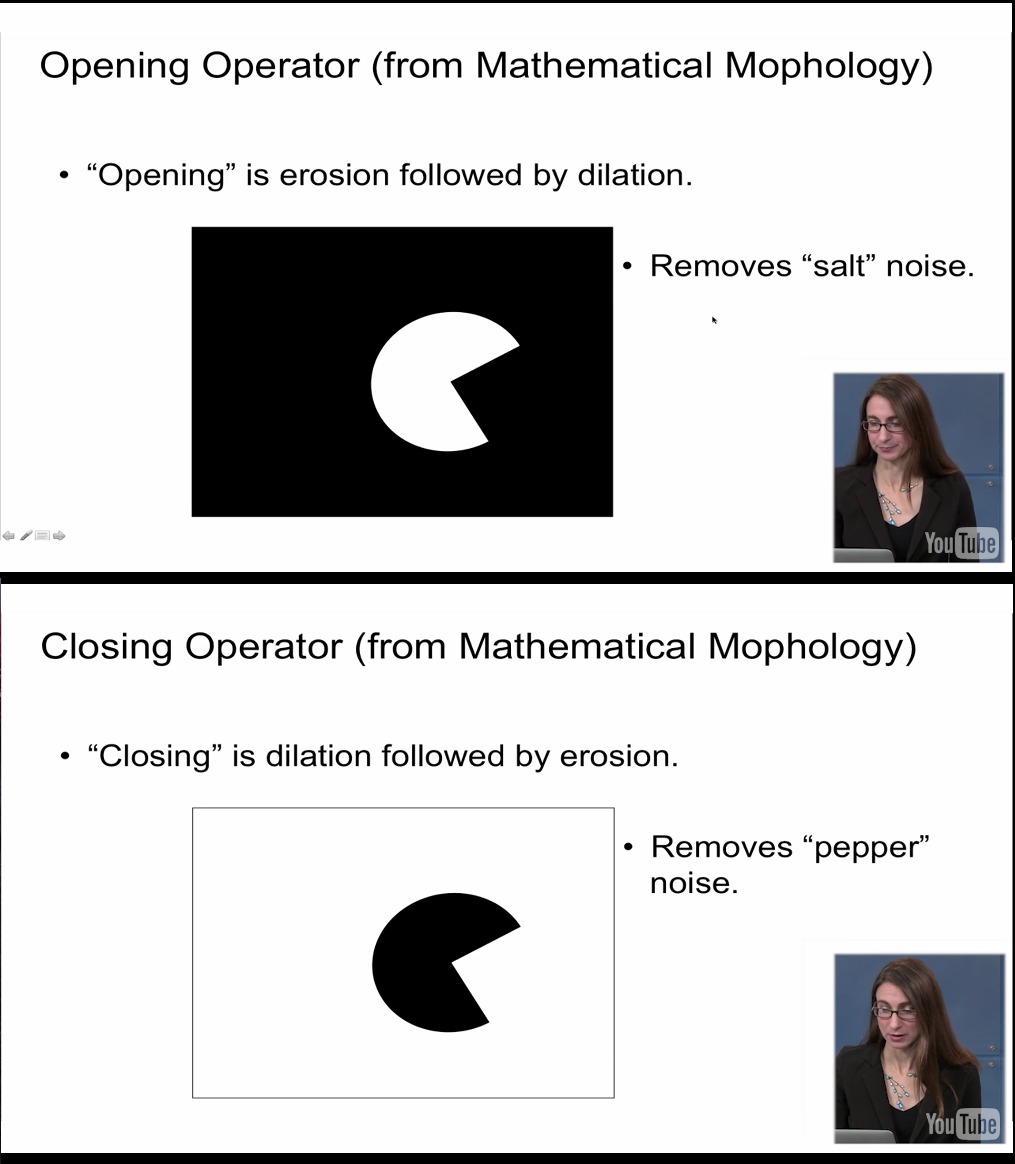 Opening Operator (from Mathematical Mophology)
• “Opening” is erosion followed by dilation.
• Removes “salt” noise.
YouTube
Closing Operator (from Mathematical Mophology)
• “Closing” is dilation followed by erosion.
• Removes “pepper”
noise.
YouTube